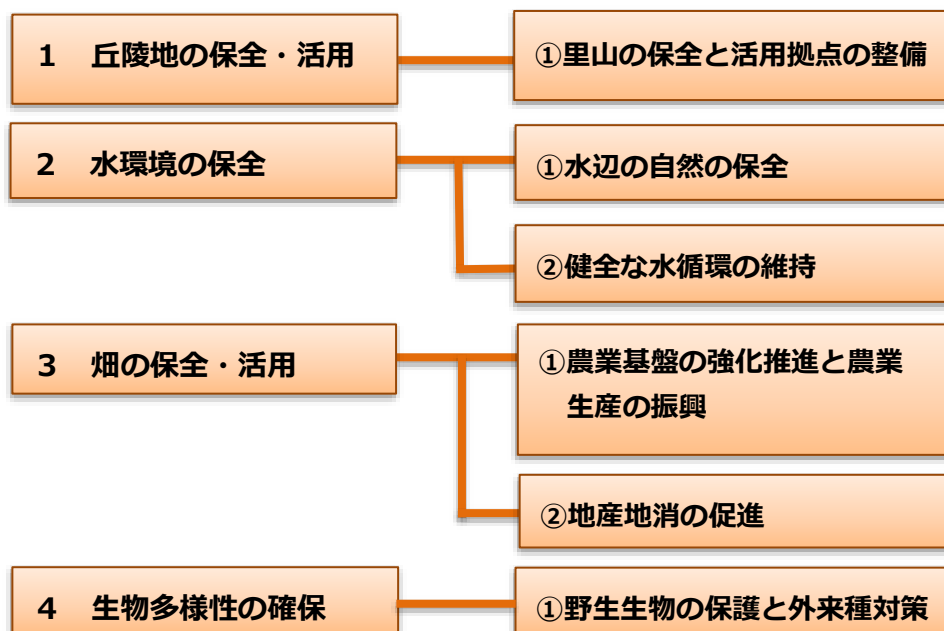 1 丘陵地の保全・活用
①里山の保全と活用拠点の整備
2 水環境の保全
①水辺の自然の保全
②健全な水循環の維持
3 畑の保全・活用
①農業基盤の強化推進と農業
生産の振興
②地産地消の促進
4 生物多様性の確保
①野生生物の保護と外来種対策